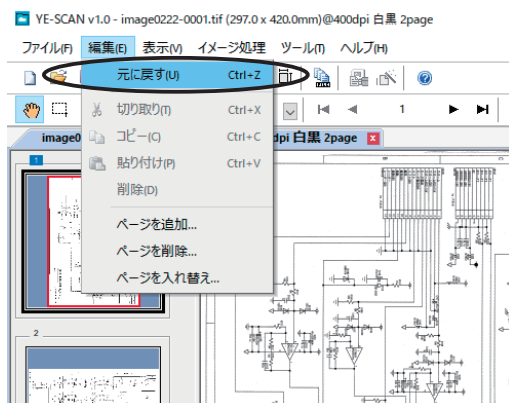 YE-SCAN v1.0 - image0222-0001.tif (297.0 x 420.0mm)@400dpi 白黒 2page
ファイル(F) 編集(E) 表示(V) イメージ処理 ツール(T) ヘルプ(H)
元に戻す(U) Ctrl+Z
切り取り(T) Ctrl+X
1
image0 dpi 白黒 2page
コピー(C) Ctrl+C
1
貼り付け(P) Ctrl+V
削除(D)
ページを追加...
ページを削除...
ページを入れ替え...
2